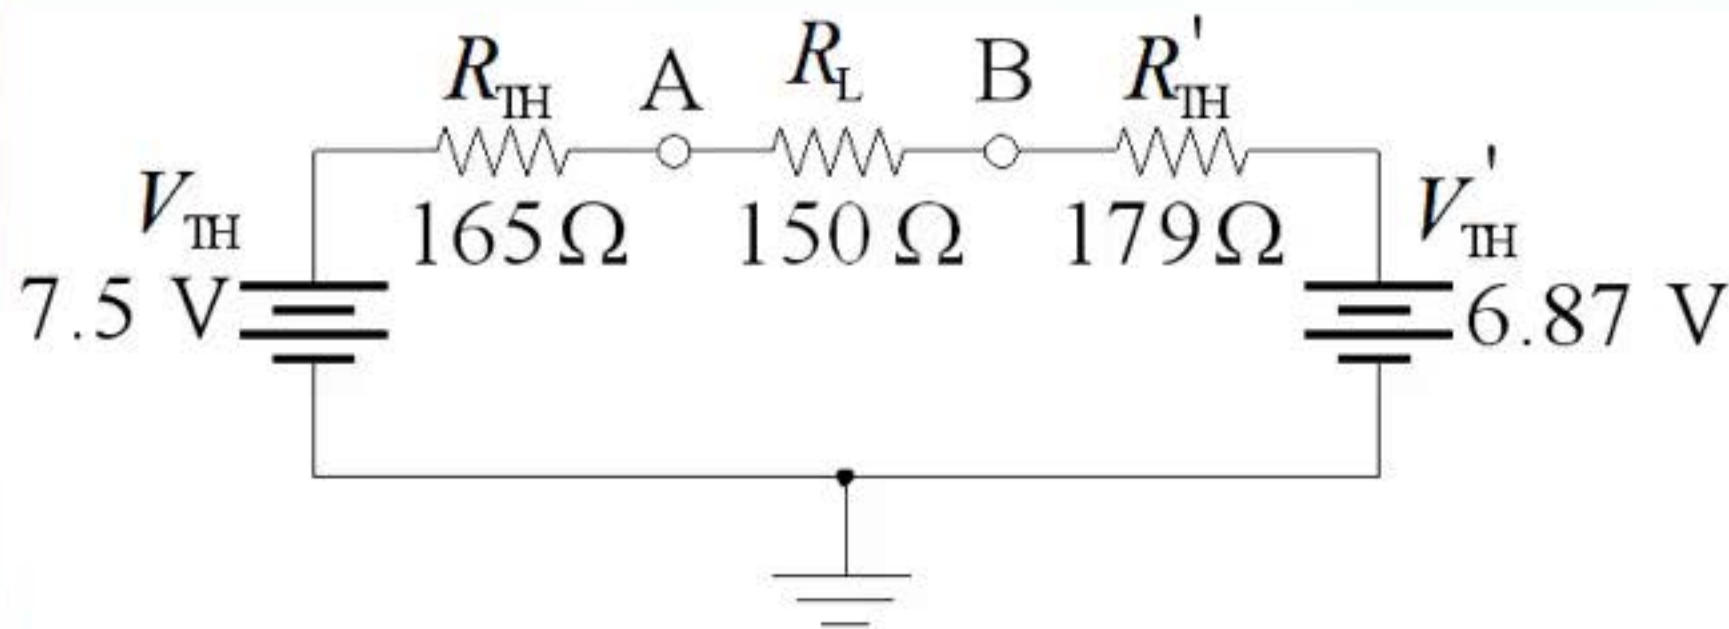 R_TH A R_L B R'_TH
165Ω 150 Ω 179Ω
V_TH V'_TH
7.5 V 6.87 V